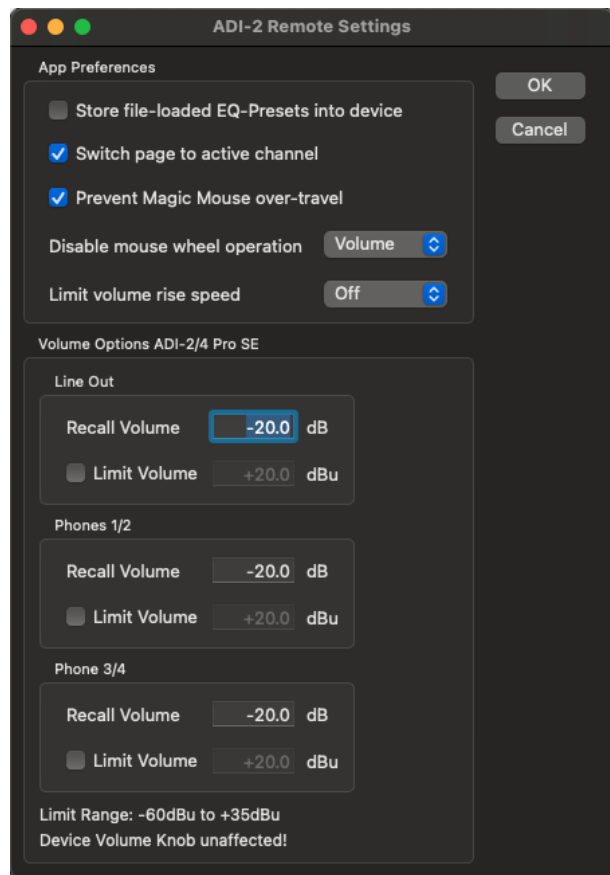 ADI-2 Remote Settings
App Preferences
OK
Store file-loaded EQ-Presets into device
Cancel
Switch page to active channel
Prevent Magic Mouse over-travel
Disable mouse wheel operation Volume
Limit volume rise speed Off
Volume Options ADI-2/4 Pro SE
Line Out
Recall Volume -20.0 dB
Limit Volume +20.0 dBu
Phones 1/2
Recall Volume -20.0 dB
Limit Volume +20.0 dBu
Phone 3/4
Recall Volume -20.0 dB
Limit Volume +20.0 dBu
Limit Range: -60dBu to +35dBu
Device Volume Knob unaffected!